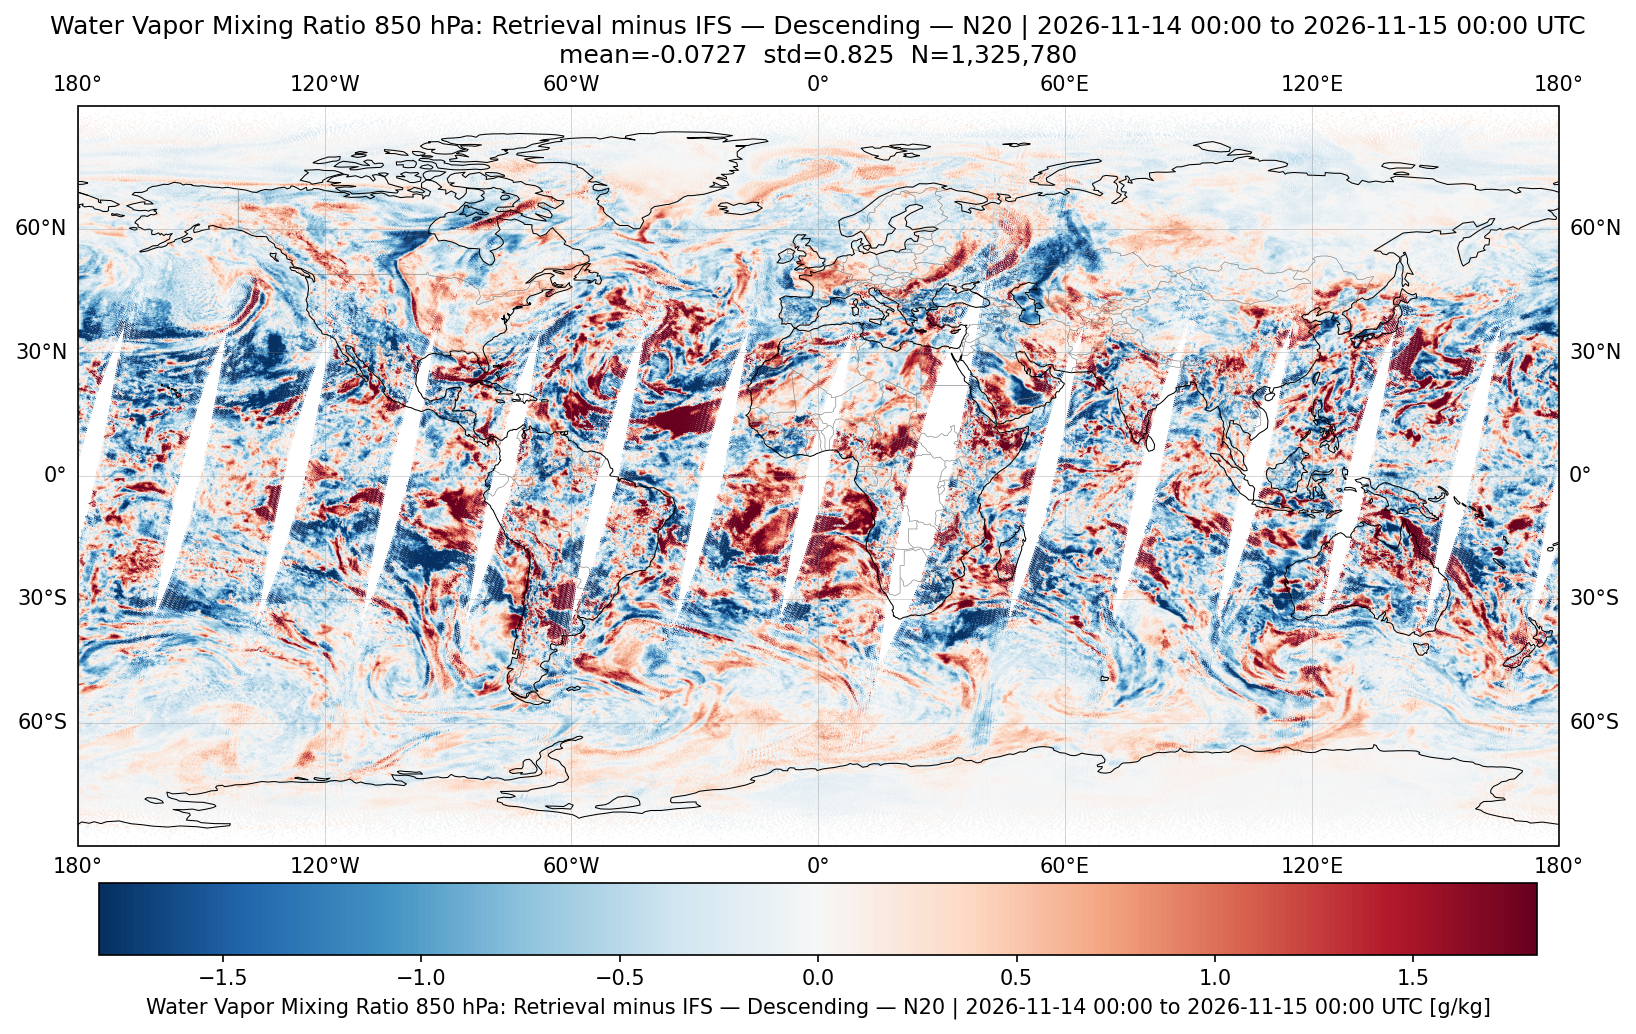 Water Vapor Mixing Ratio 850 hPa: Retrieval minus IFS — Descending — N20 | 2026-11-14 00:00 to 2026-11-15 00:00 UTC
mean=-0.0727 std=0.825 N=1,325,780
180° 120°W 60°W 0° 60°E 120°E 180°
60°N 60°N
30°N 30°N
0° 0°
30°S 30°S
60°S 60°S
180° 120°W 60°W 0° 60°E 120°E 180°
−1.5 −1.0 −0.5 0.0 0.5 1.0 1.5
Water Vapor Mixing Ratio 850 hPa: Retrieval minus IFS — Descending — N20 | 2026-11-14 00:00 to 2026-11-15 00:00 UTC [g/kg]